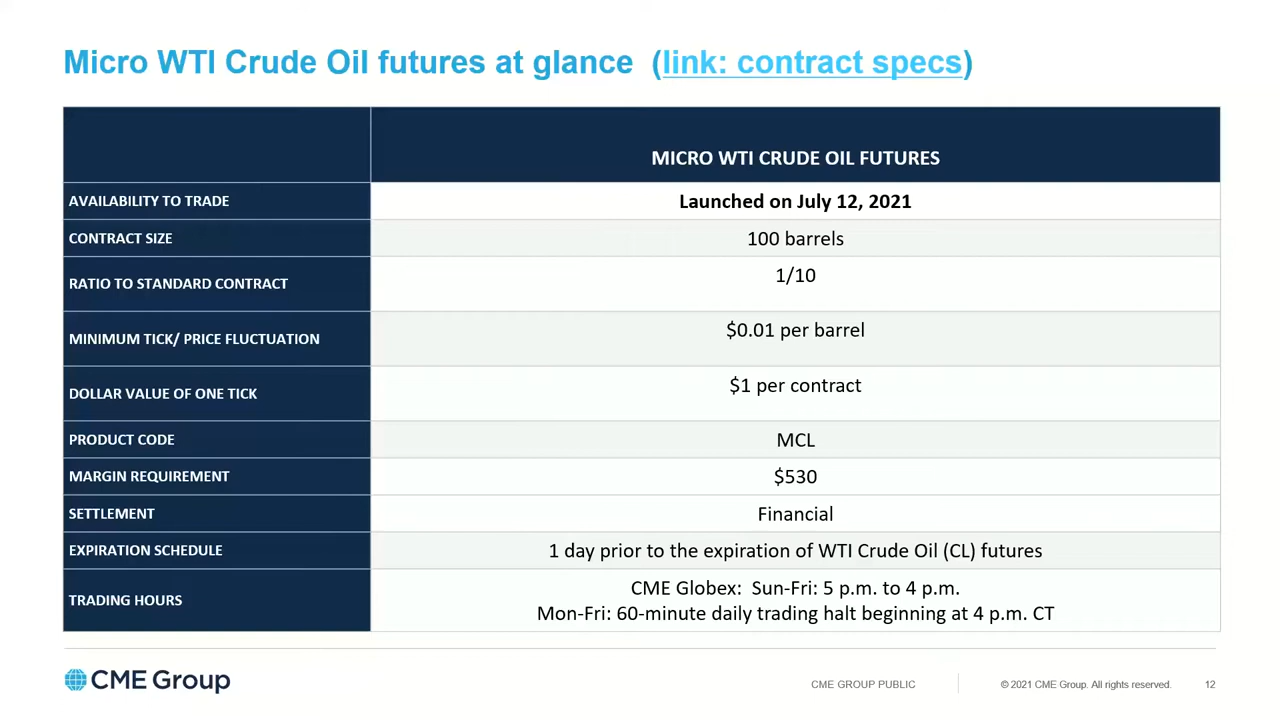 Micro WTI Crude Oil futures at glance (link: contract specs)
MICRO WTI CRUDE OIL FUTURES
AVAILABILITY TO TRADE
Launched on July 12, 2021
CONTRACT SIZE
100 barrels
RATIO TO STANDARD CONTRACT
1/10
MINIMUM TICK/ PRICE FLUCTUATION
$0.01 per barrel
DOLLAR VALUE OF ONE TICK
$1 per contract
PRODUCT CODE
MCL
MARGIN REQUIREMENT
$530
SETTLEMENT
Financial
EXPIRATION SCHEDULE
1 day prior to the expiration of WTI Crude Oil (CL) futures
TRADING HOURS
CME Globex: Sun-Fri: 5 p.m. to 4 p.m.
Mon-Fri: 60-minute daily trading halt beginning at 4 p.m. CT
CME Group
CME GROUP PUBLIC
© 2021 CME Group. All rights reserved.
12